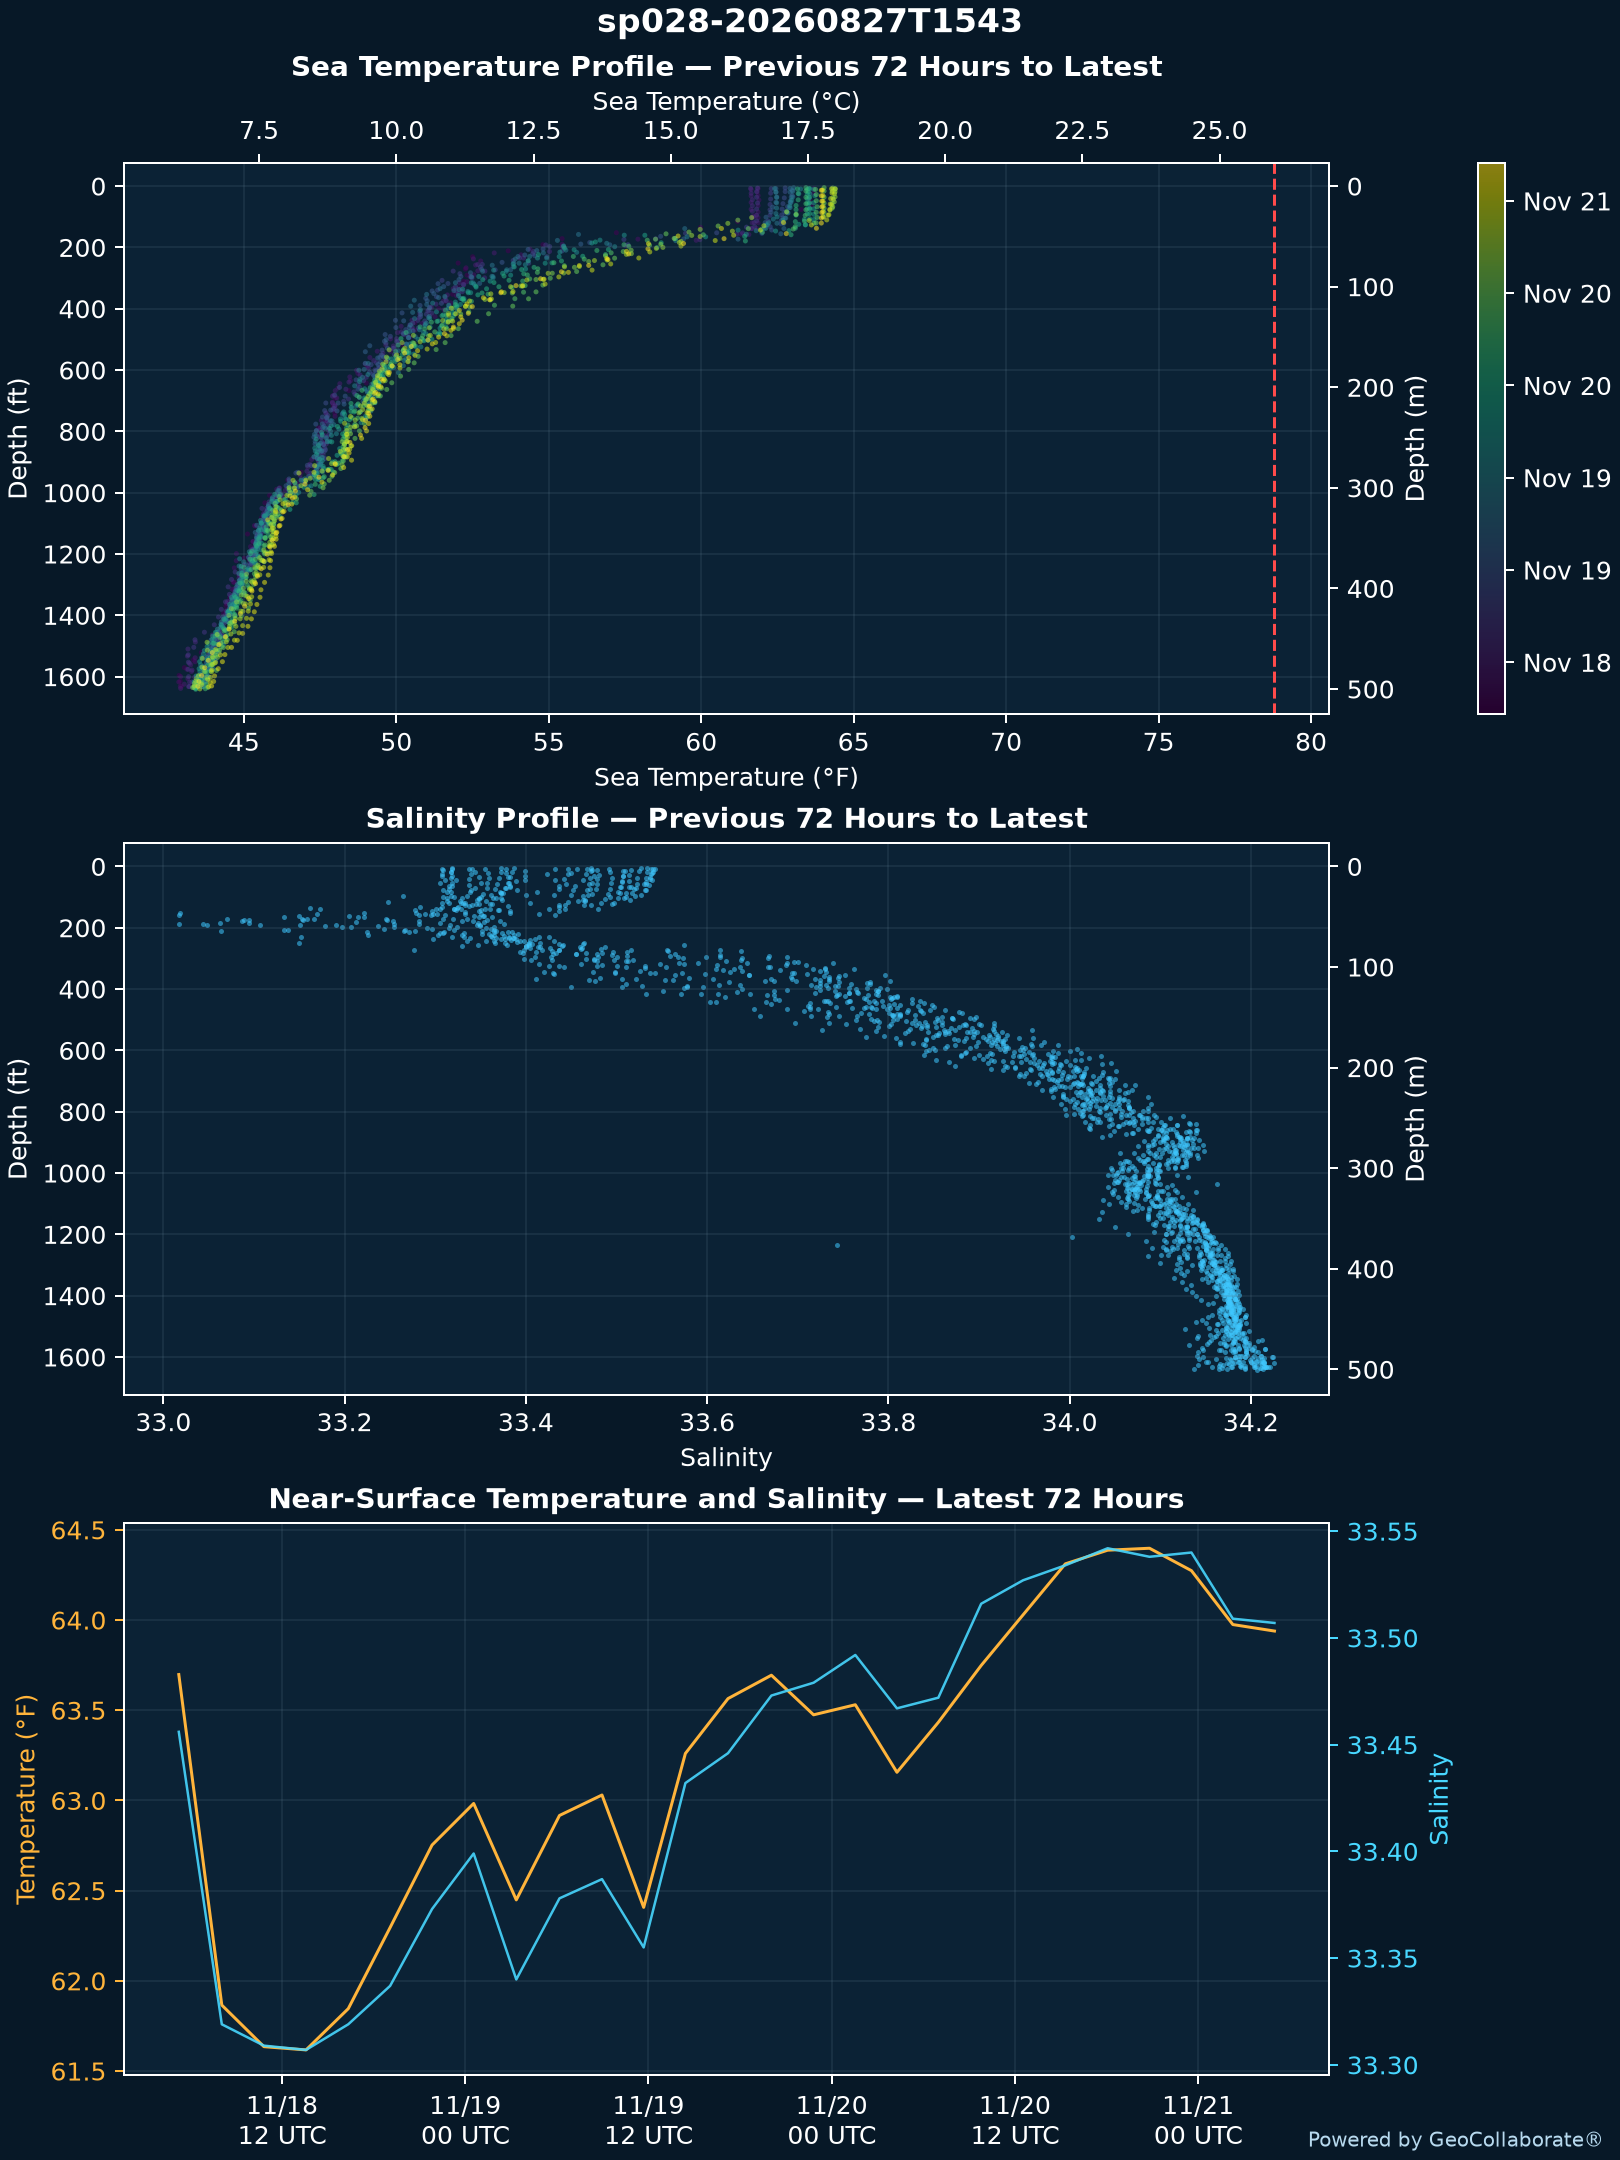 sp028-20260827T1543
Sea Temperature Profile — Previous 72 Hours to Latest
Sea Temperature (°C)
7.5 10.0 12.5 15.0 17.5 20.0 22.5 25.0
0
200
400
600
800
1000
1200
1400
1600
Depth (ft)
0
100
200
300
400
500
Depth (m)
Nov 21
Nov 20
Nov 20
Nov 19
Nov 19
Nov 18
45 50 55 60 65 70 75 80
Sea Temperature (°F)
Salinity Profile — Previous 72 Hours to Latest
0
200
400
600
800
1000
1200
1400
1600
Depth (ft)
0
100
200
300
400
500
Depth (m)
33.0 33.2 33.4 33.6 33.8 34.0 34.2
Salinity
Near-Surface Temperature and Salinity — Latest 72 Hours
64.5
64.0
63.5
63.0
62.5
62.0
61.5
Temperature (°F)
33.55
33.50
33.45
33.40
33.35
33.30
Salinity
11/18 11/19 11/19 11/20 11/20 11/21
12 UTC 00 UTC 12 UTC 00 UTC 12 UTC 00 UTC
Powered by GeoCollaborate®